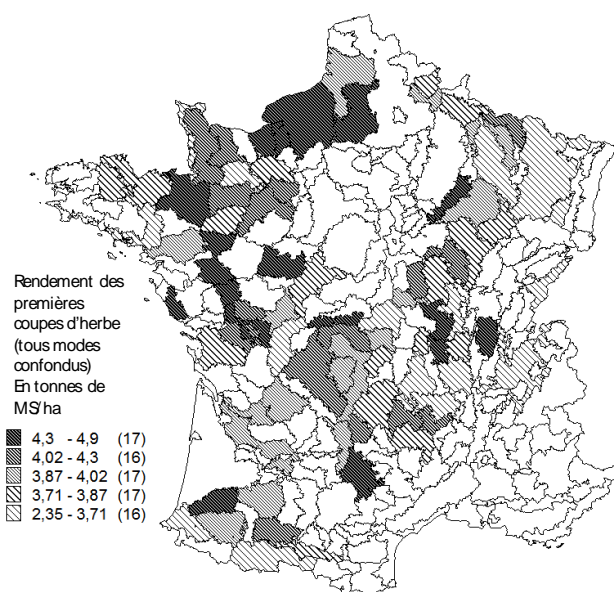 Rendement des
premières
coupes d'herbe
(tous modes
confondus)
En tonnes de
MS/ha
4,3 - 4,9 (17)
4,02 - 4,3 (16)
3,87 - 4,02 (17)
3,71 - 3,87 (17)
2,35 - 3,71 (16)